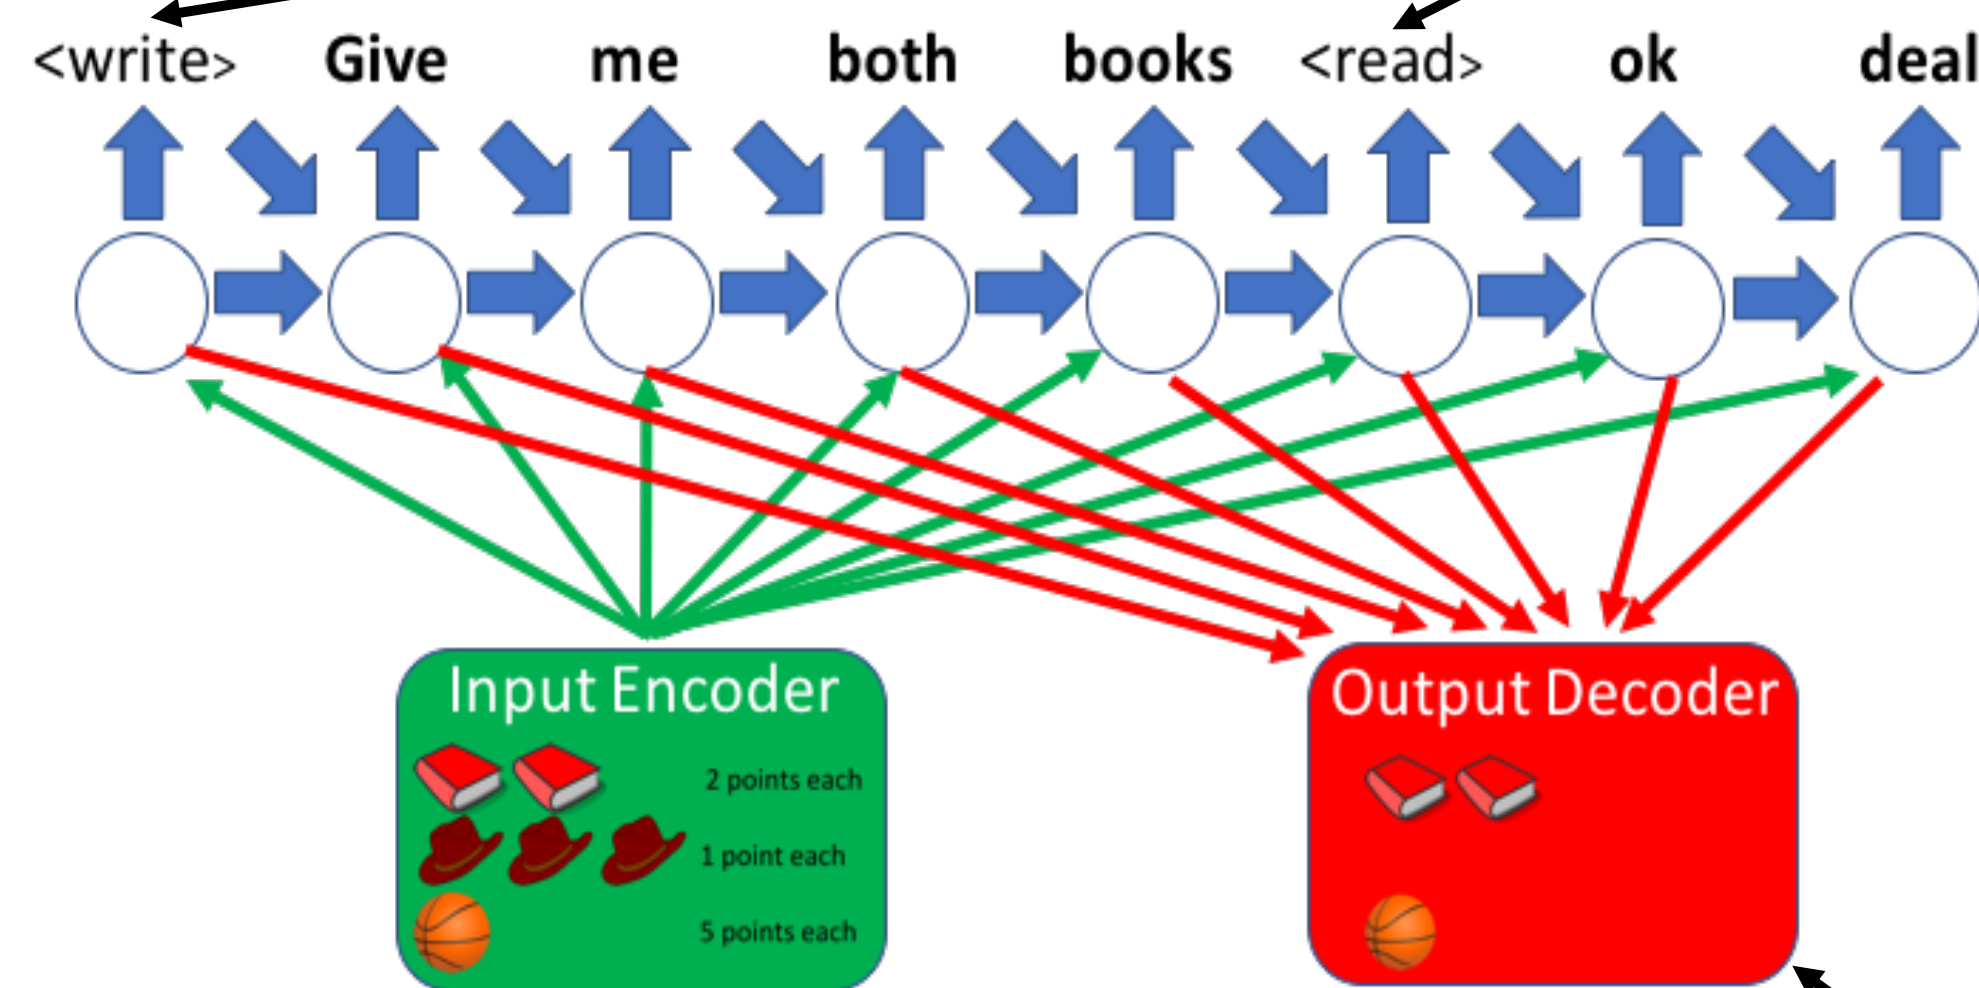 <write> Give me both books <read> ok deal
Input Encoder
2 points each
1 point each
5 points each
Output Decoder